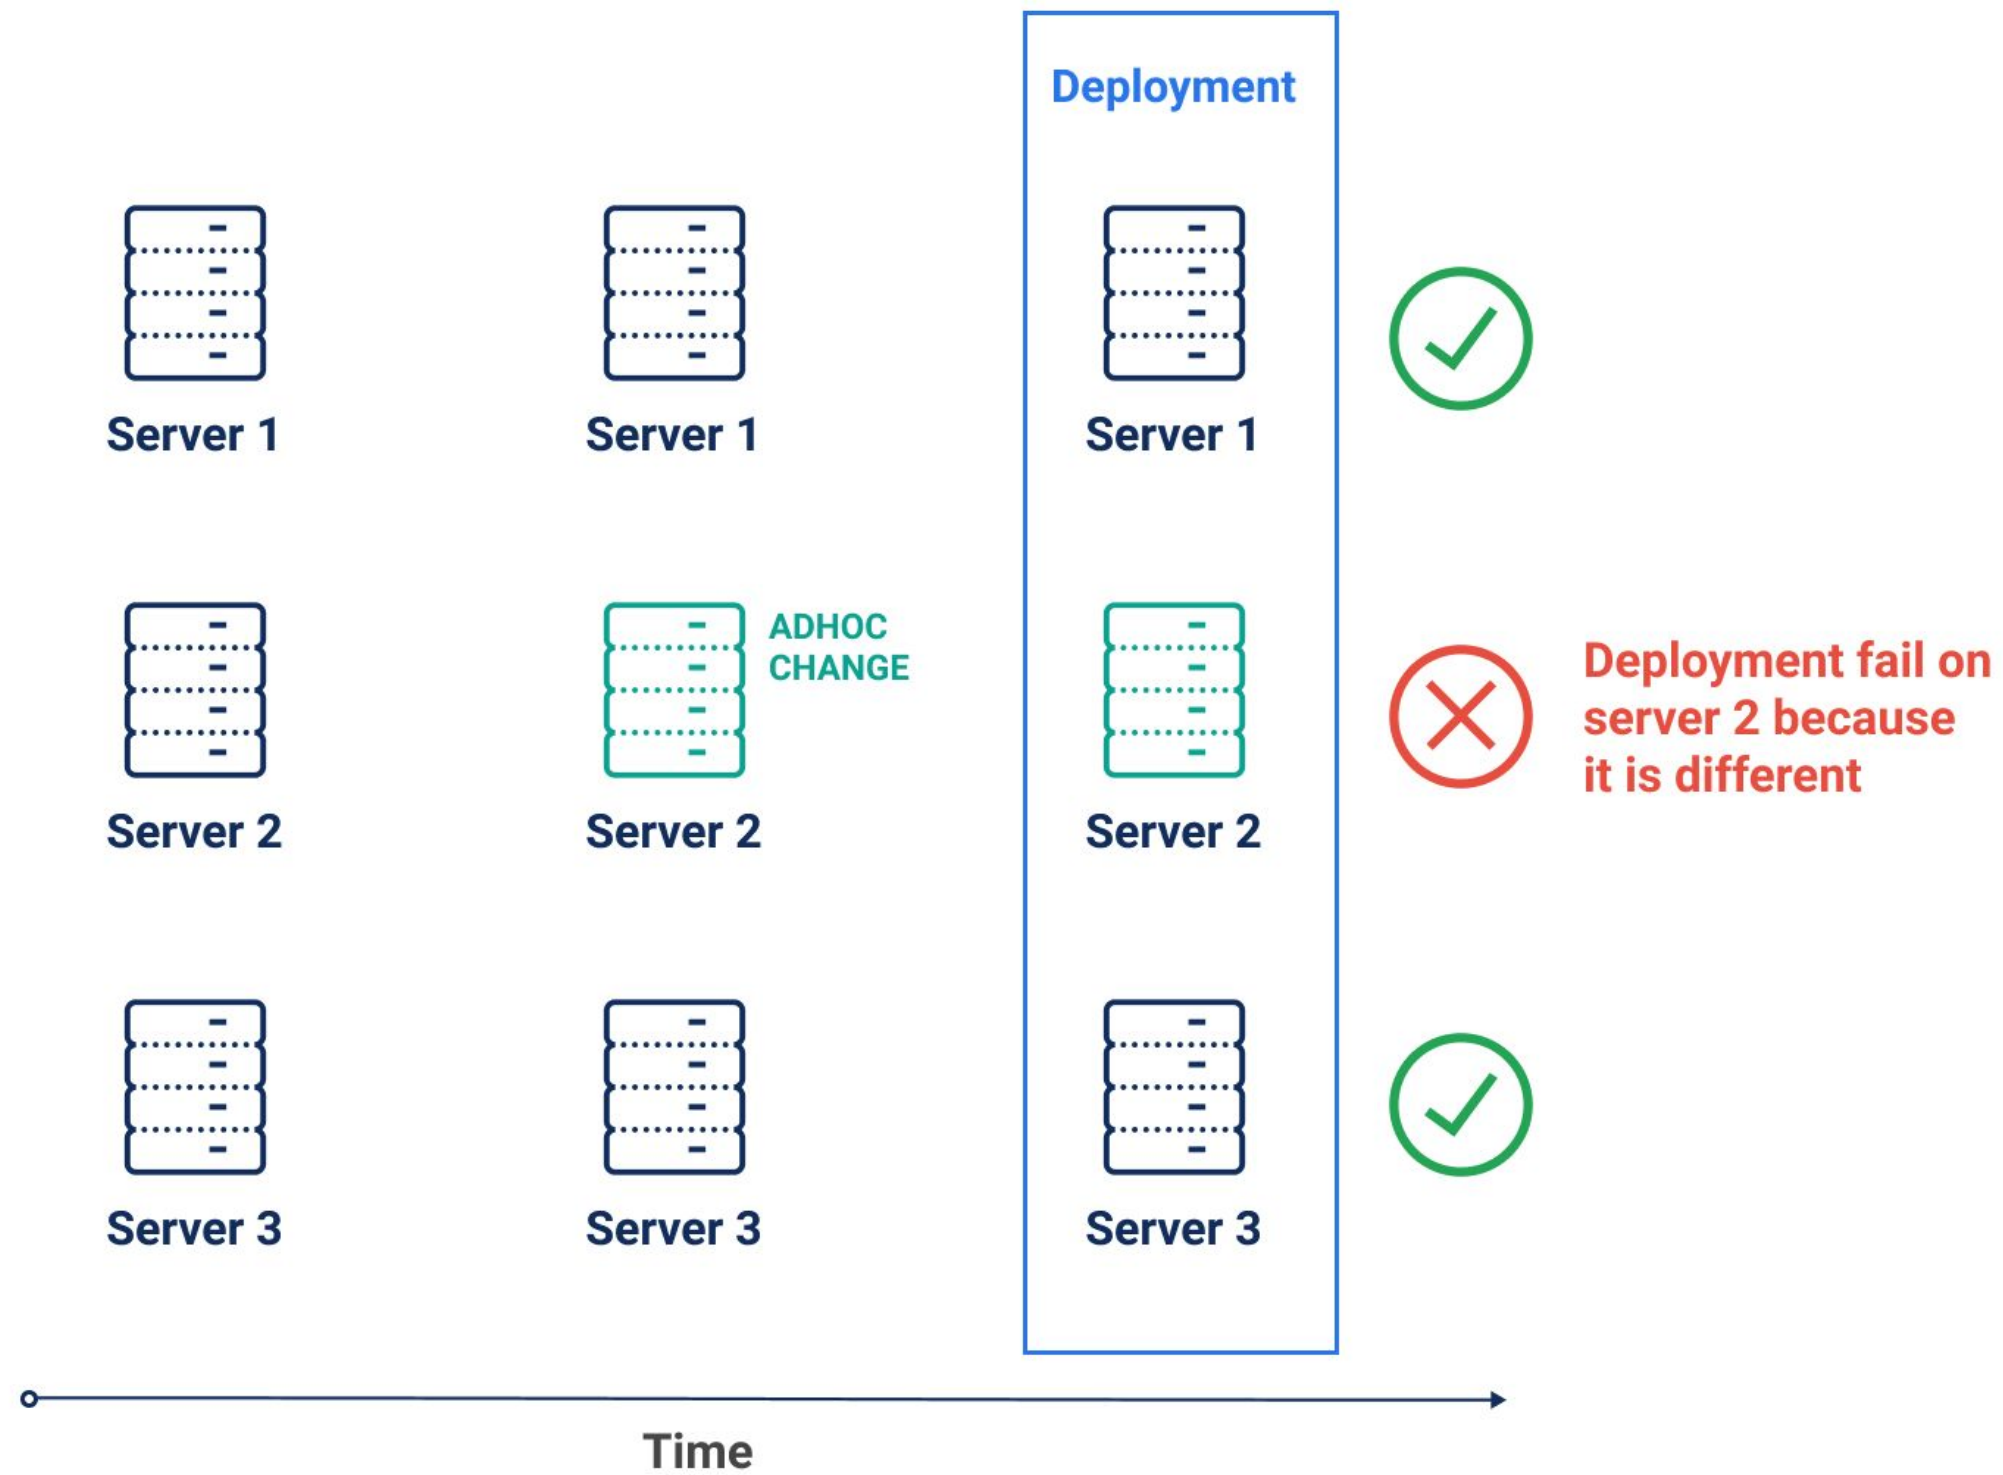 Deployment
Server 1
Server 1
Server 1
ADHOC
CHANGE
Deployment fail on
server 2 because
it is different
Server 2
Server 2
Server 2
Server 3
Server 3
Server 3
Time